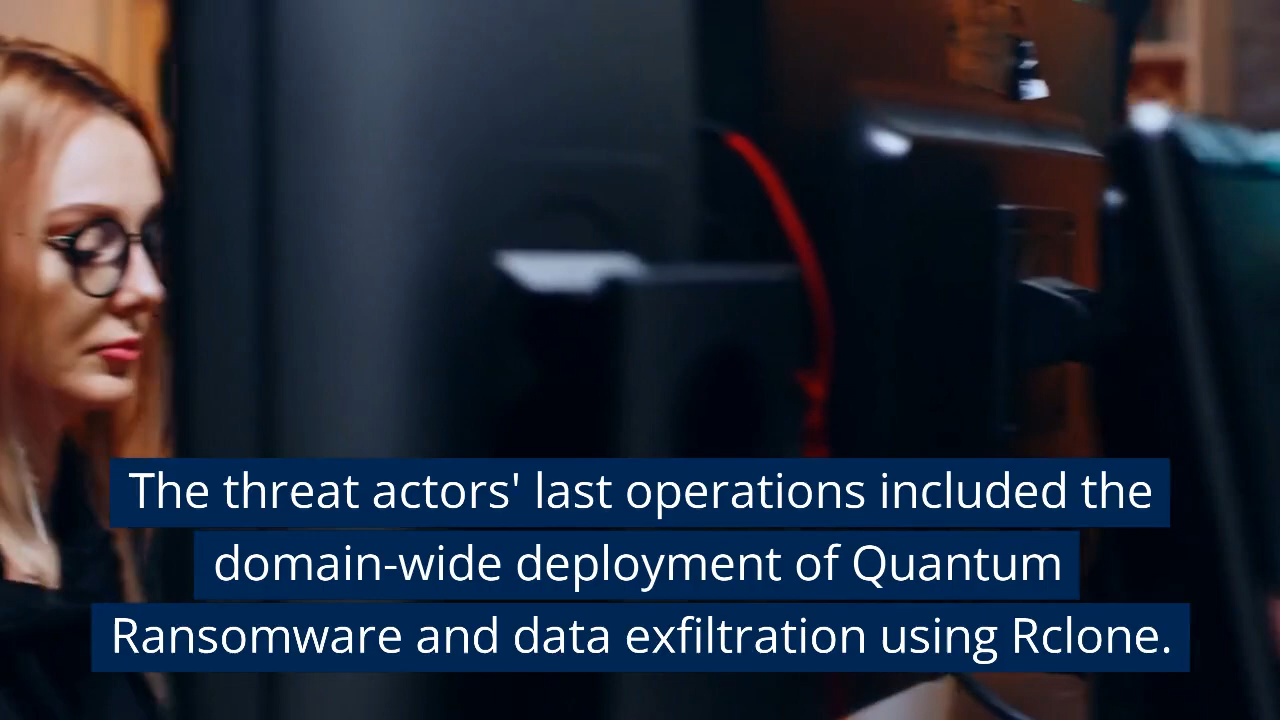 The threat actors' last operations included the
domain-wide deployment of Quantum
Ransomware and data exfiltration using Rclone.